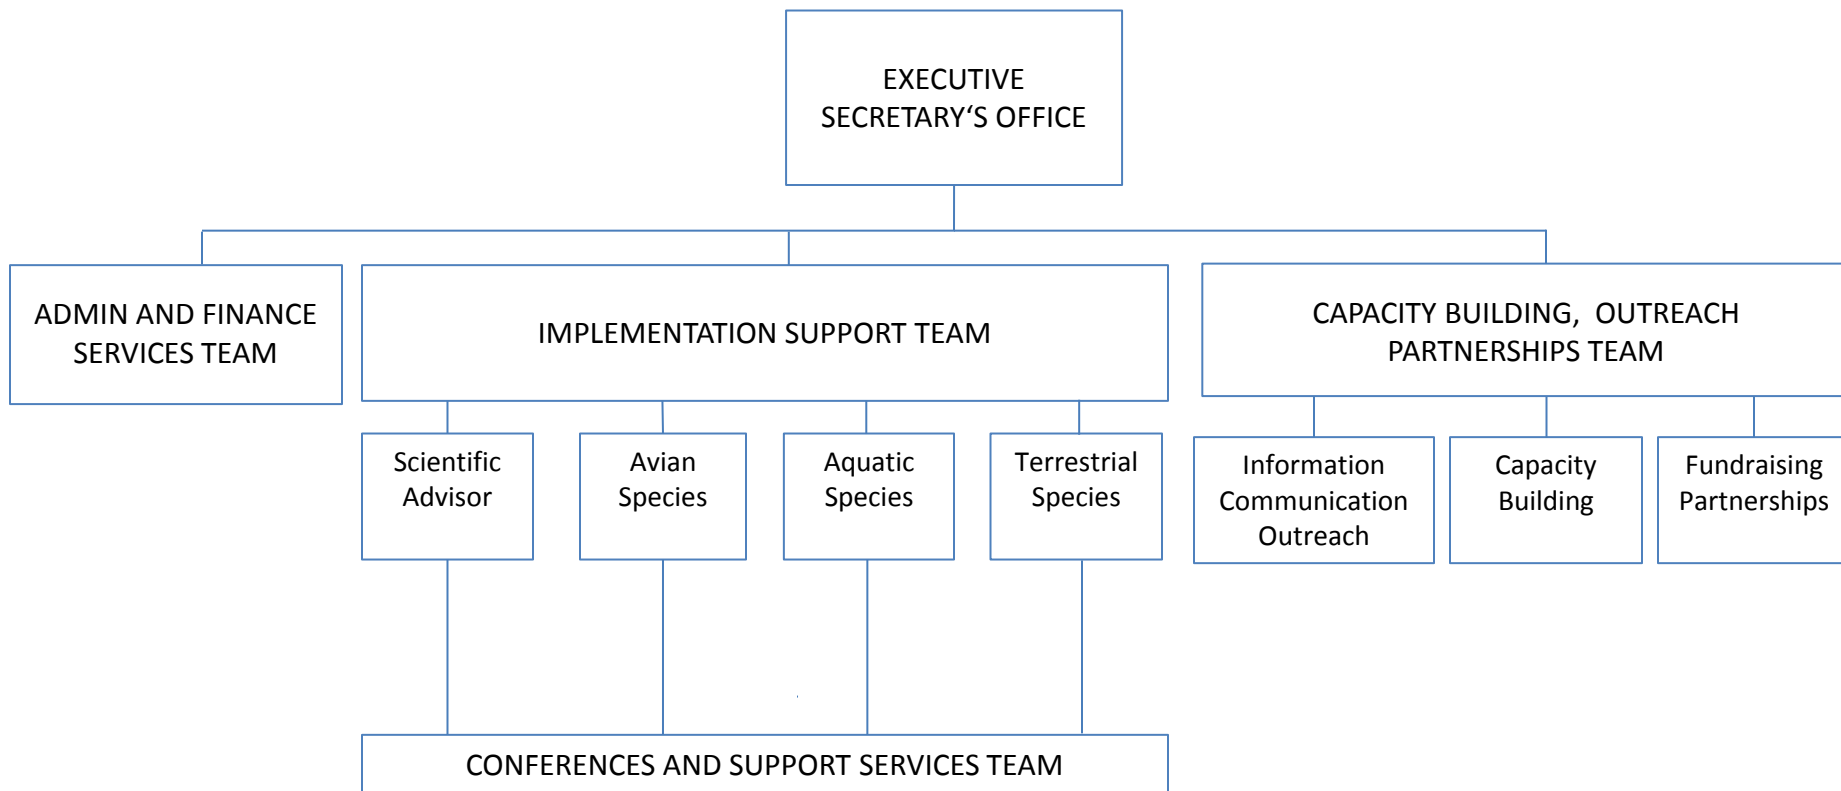 EXECUTIVE
SECRETARY‘S OFFICE
ADMIN AND FINANCE
SERVICES TEAM
IMPLEMENTATION SUPPORT TEAM
CAPACITY BUILDING, OUTREACH
PARTNERSHIPS TEAM
Scientific
Advisor
Avian
Species
Aquatic
Species
Terrestrial
Species
Information
Communication
Outreach
Capacity
Building
Fundraising
Partnerships
CONFERENCES AND SUPPORT SERVICES TEAM